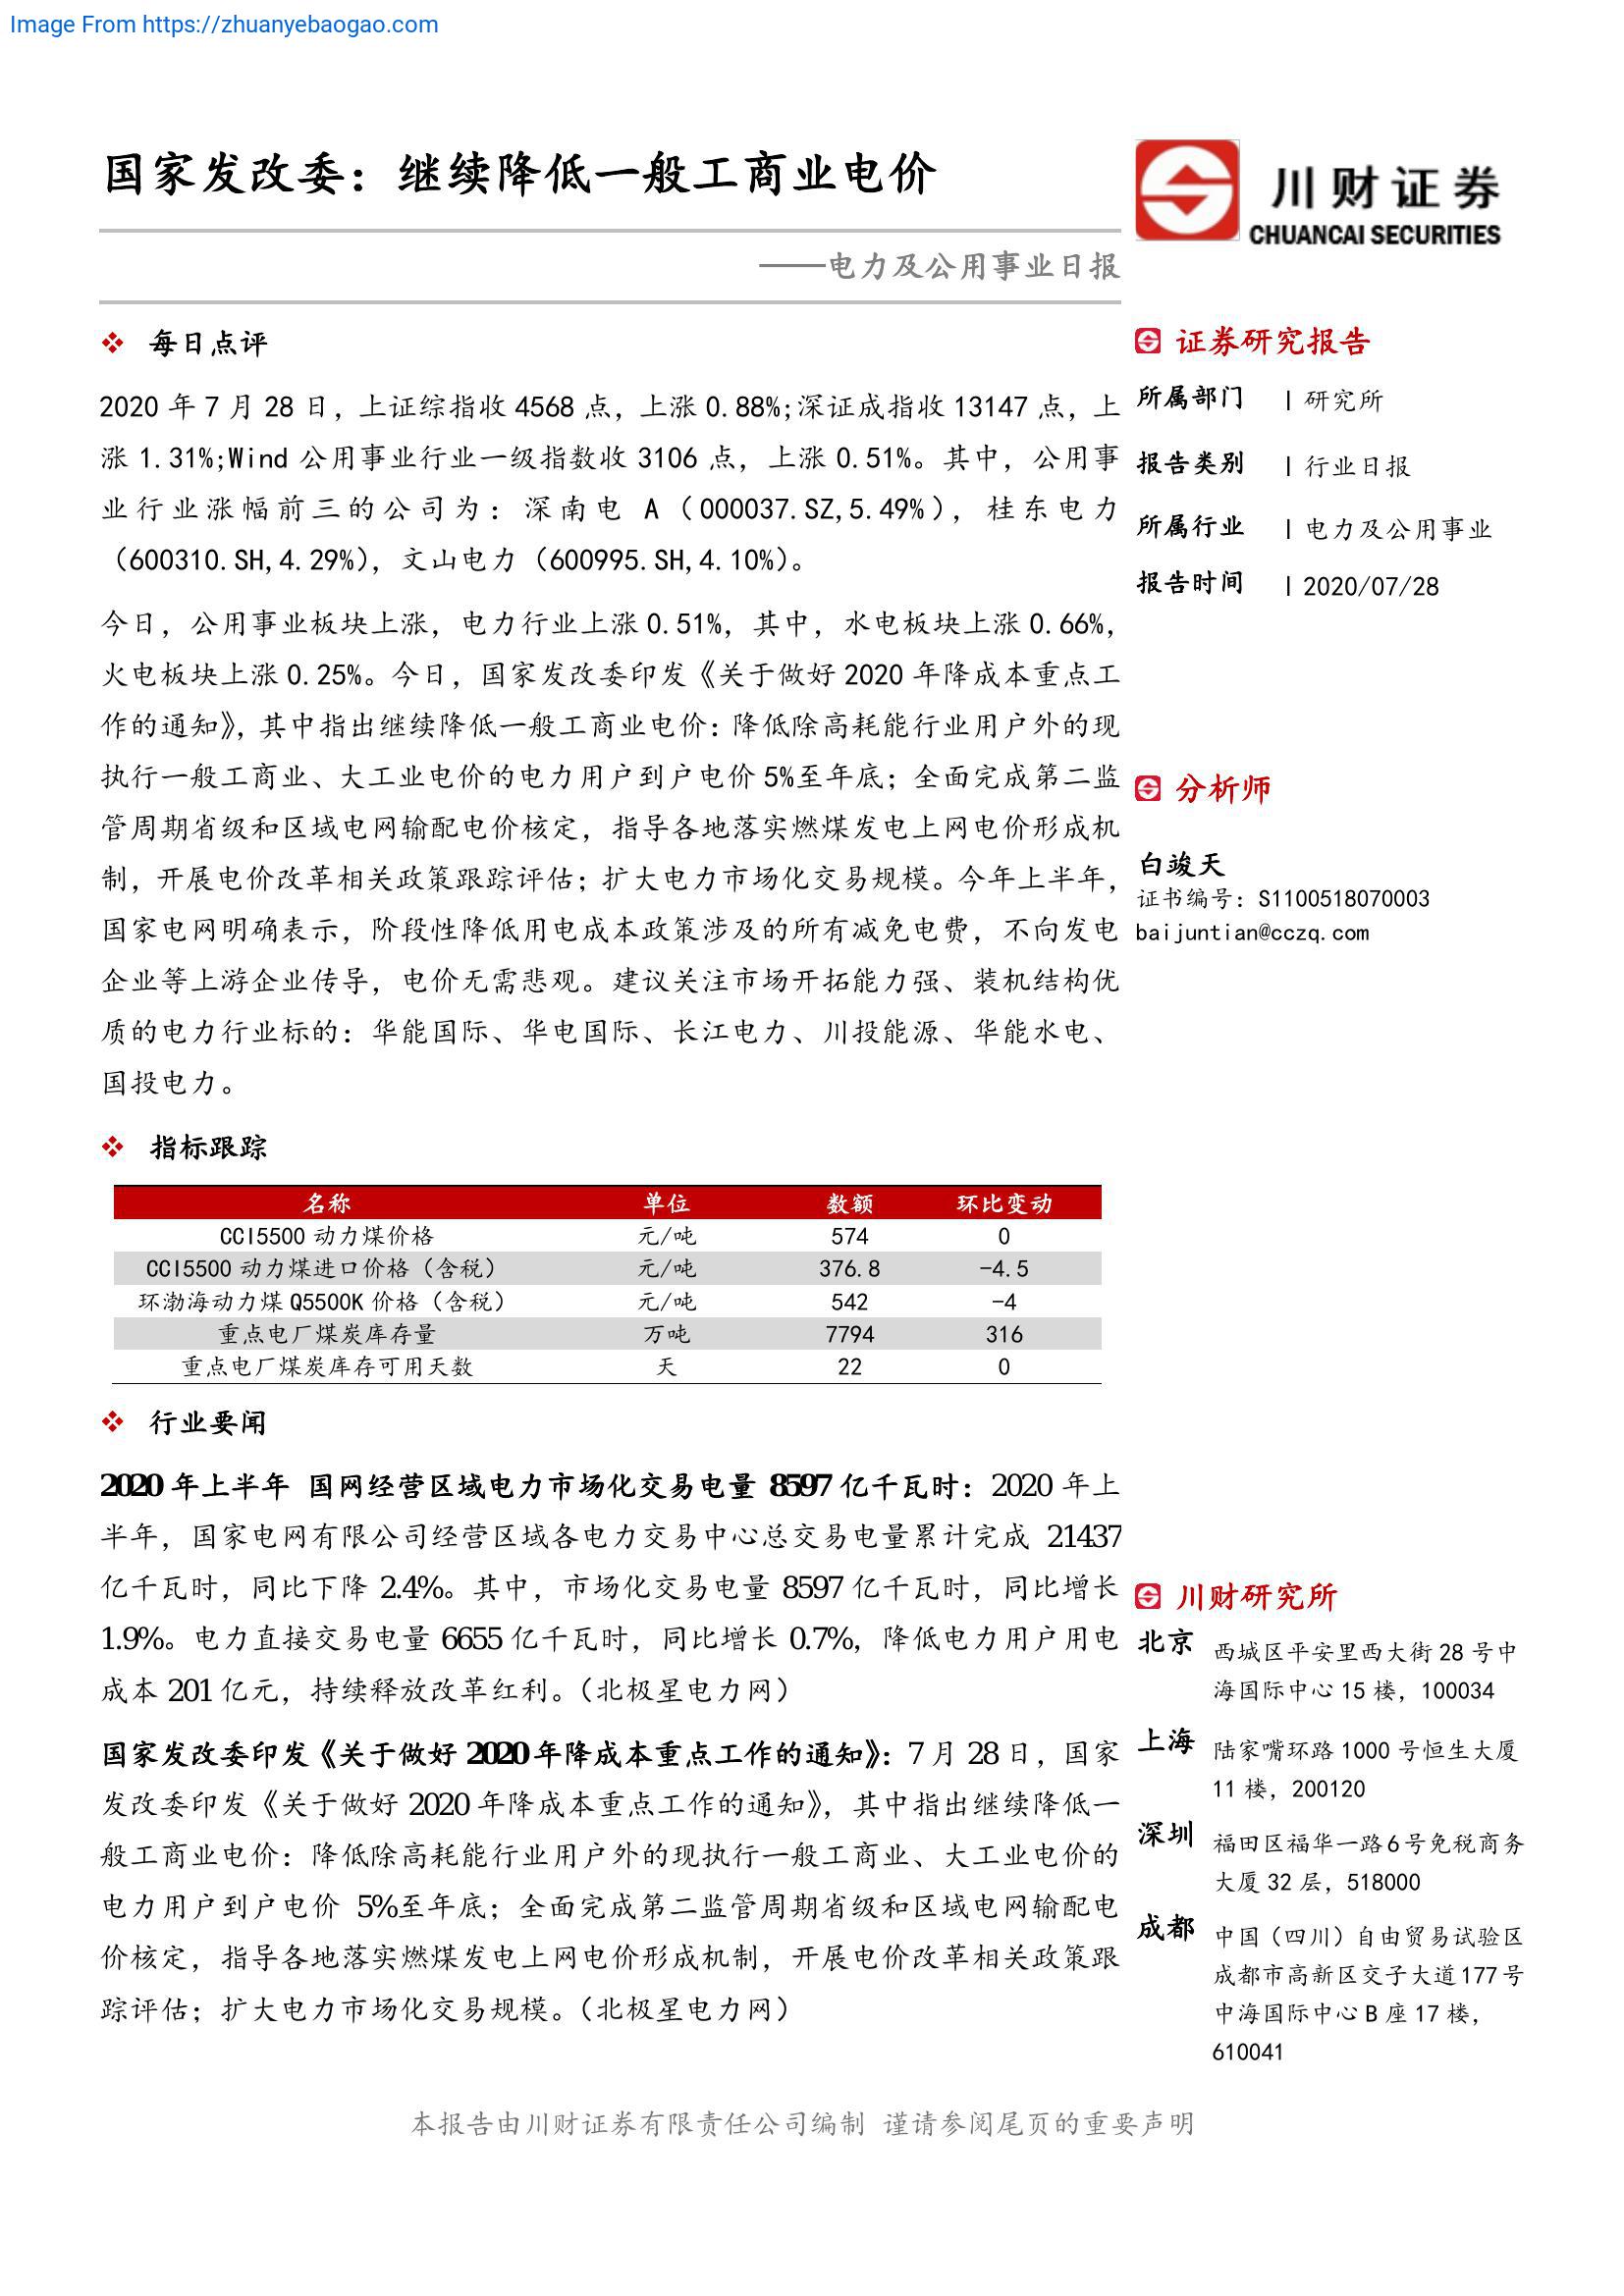 Image From https://zhuanyebaogao.com
国家发改委：继续降低一般工商业电价
川财证券
CHUANCAI SECURITIES
——电力及公用事业日报
❖ 每日点评
2020 年 7 月 28 日，上证综指收 4568 点，上涨 0.88%;深证成指收 13147 点，上
涨 1.31%;Wind 公用事业行业一级指数收 3106 点，上涨 0.51%。其中，公用事
业行业涨幅前三的公司为：深南电 A（000037.SZ,5.49%），桂东电力
（600310.SH,4.29%），文山电力（600995.SH,4.10%）。
今日，公用事业板块上涨，电力行业上涨 0.51%，其中，水电板块上涨 0.66%，
火电板块上涨 0.25%。今日，国家发改委印发《关于做好 2020 年降成本重点工
作的通知》，其中指出继续降低一般工商业电价：降低除高耗能行业用户外的现
执行一般工商业、大工业电价的电力用户到户电价 5%至年底；全面完成第二监
管周期省级和区域电网输配电价核定，指导各地落实燃煤发电上网电价形成机
制，开展电价改革相关政策跟踪评估；扩大电力市场化交易规模。今年上半年，
国家电网明确表示，阶段性降低用电成本政策涉及的所有减免电费，不向发电
企业等上游企业传导，电价无需悲观。建议关注市场开拓能力强、装机结构优
质的电力行业标的：华能国际、华电国际、长江电力、川投能源、华能水电、
国投电力。
❖ 指标跟踪
名称 单位 数额 环比变动
CCI5500 动力煤价格 元/吨 574 0
CCI5500 动力煤进口价格（含税） 元/吨 376.8 -4.5
环渤海动力煤 Q5500K 价格（含税） 元/吨 542 -4
重点电厂煤炭库存量 万吨 7794 316
重点电厂煤炭库存可用天数 天 22 0
❖ 行业要闻
2020 年上半年 国网经营区域电力市场化交易电量 8597 亿千瓦时：2020 年上
半年，国家电网有限公司经营区域各电力交易中心总交易电量累计完成 21437
亿千瓦时，同比下降 2.4%。其中，市场化交易电量 8597 亿千瓦时，同比增长
1.9%。电力直接交易电量 6655 亿千瓦时，同比增长 0.7%，降低电力用户用电
成本 201 亿元，持续释放改革红利。（北极星电力网）
国家发改委印发《关于做好 2020 年降成本重点工作的通知》：7 月 28 日，国家
发改委印发《关于做好 2020 年降成本重点工作的通知》，其中指出继续降低一
般工商业电价：降低除高耗能行业用户外的现执行一般工商业、大工业电价的
电力用户到户电价 5%至年底；全面完成第二监管周期省级和区域电网输配电
价核定，指导各地落实燃煤发电上网电价形成机制，开展电价改革相关政策跟
踪评估；扩大电力市场化交易规模。（北极星电力网）
证券研究报告
所属部门 | 研究所
报告类别 | 行业日报
所属行业 | 电力及公用事业
报告时间 | 2020/07/28
分析师
白竣天
证书编号：S1100518070003
baijuntian@cczq.com
川财研究所
北京 西城区平安里西大街 28 号中
海国际中心 15 楼，100034
上海 陆家嘴环路 1000 号恒生大厦
11 楼，200120
深圳 福田区福华一路 6 号免税商务
大厦 32 层，518000
成都 中国（四川）自由贸易试验区
成都市高新区交子大道 177 号
中海国际中心 B 座 17 楼，
610041
本报告由川财证券有限责任公司编制 谨请参阅尾页的重要声明